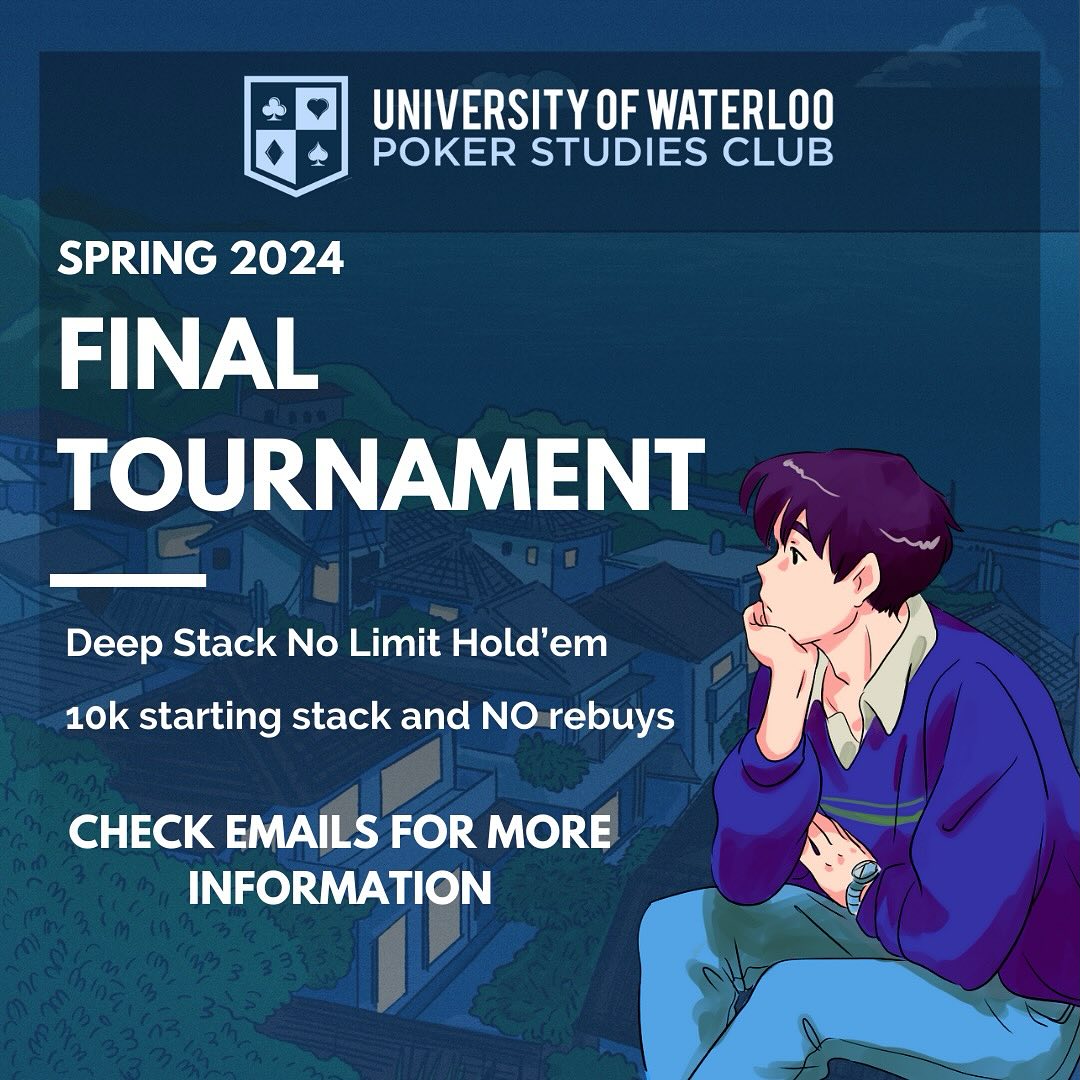 UNIVERSITY OF WATERLOO
POKER STUDIES CLUB
SPRING 2024
FINAL
TOURNAMENT
Deep Stack No Limit Hold’em
10k starting stack and NO rebuys
CHECK EMAILS FOR MORE
INFORMATION